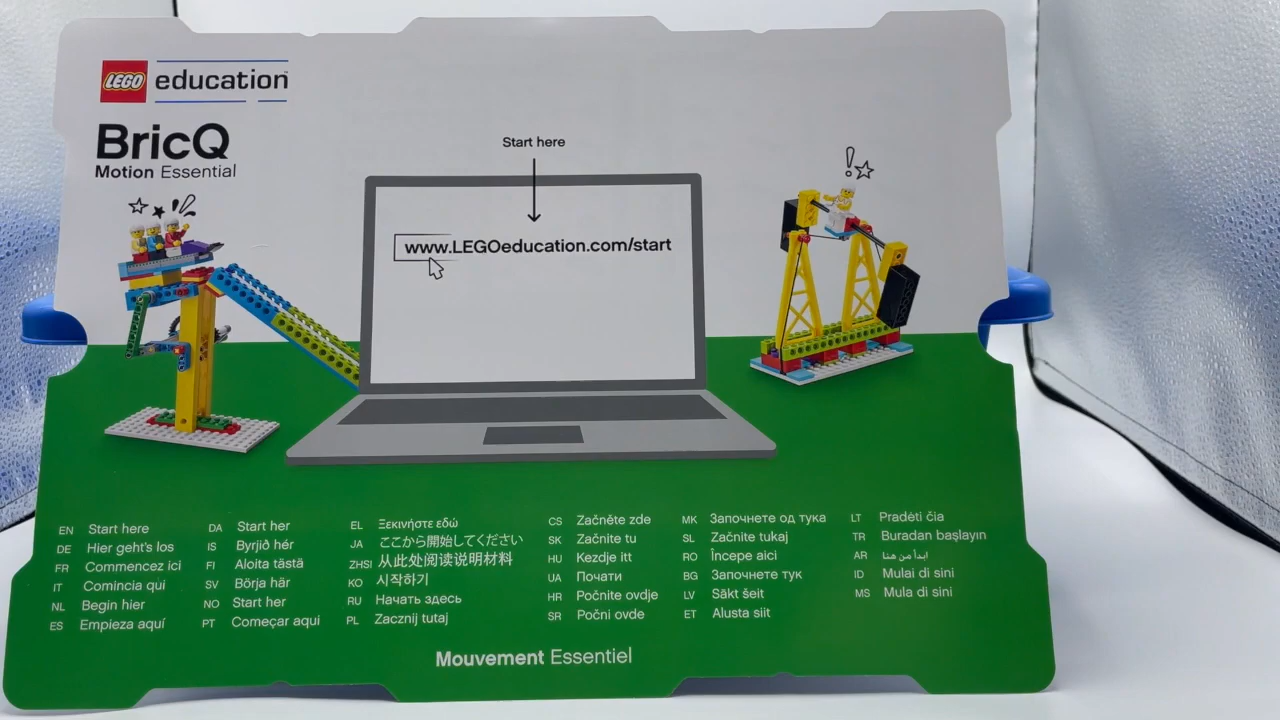 LEGO education
BricQ
Motion Essential
Start here
www.LEGOeducation.com/start
EN Start here
DE Hier geht's los
FR Commencez ici
IT Comincia qui
NL Begin hier
ES Empieza aquí
DA Start her
IS Byrjið hér
FI Aloita tästä
SV Börja här
NO Start her
PT Começar aqui
EL Ξεκινήστε εδώ
JA ここから開始してください
ZHSI 从此处阅读说明材料
KO 시작하기
RU Начать здесь
PL Zacznij tutaj
CS Začněte zde
SK Začnite tu
HU Kezdje itt
UA Почати
HR Počnite ovdje
SR Počni ovde
MK Започнете од тука
SL Začnite tukaj
RO Începe aici
BG Започнете тук
LV Sākt šeit
ET Alusta siit
LT Pradėti čia
TR Buradan başlayın
AR ابدأ من هنا
ID Mulai di sini
MS Mula di sini
Mouvement Essentiel